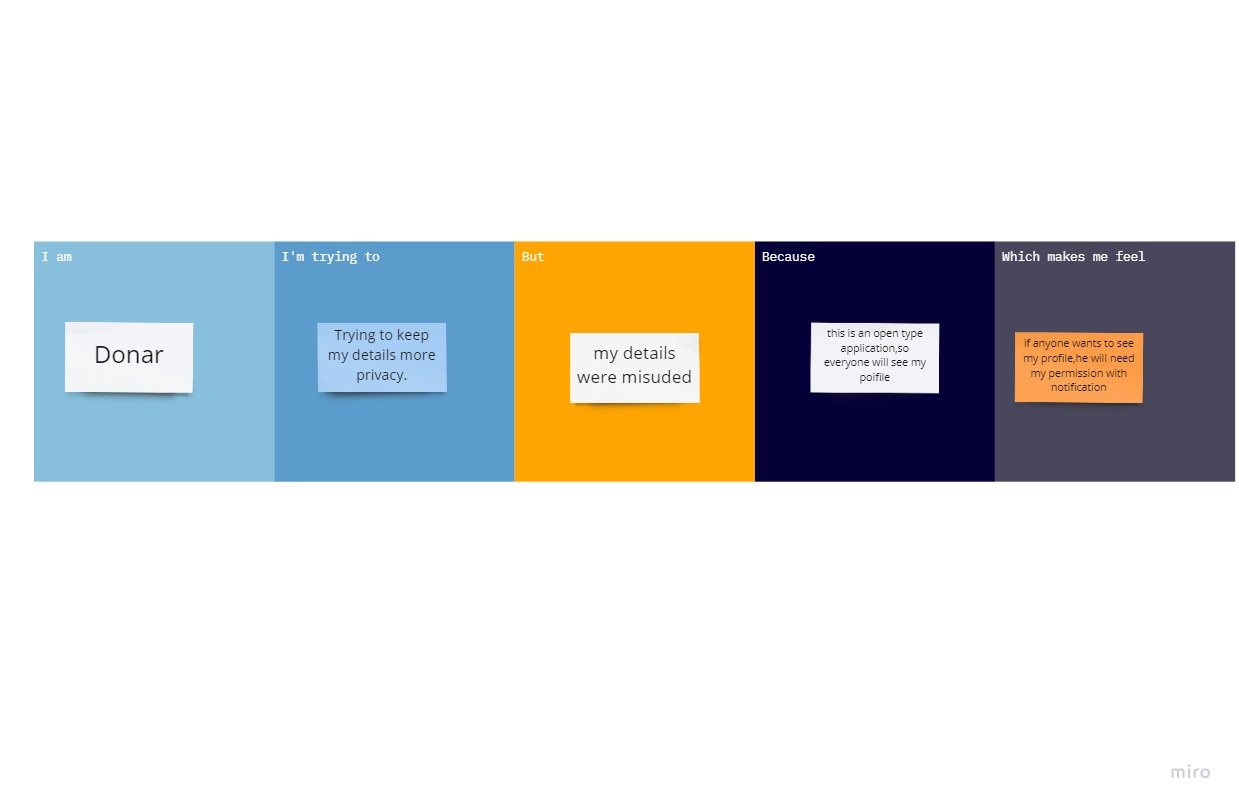 I am
I'm trying to
But
Because
Which makes me feel
Donar
Trying to keep
my details more
privacy.
my details
were misuded
this is an open type
application,so
everyone will see my
poifile
if anyone wants to see
my profile,he will need
my permission with
notification
miro